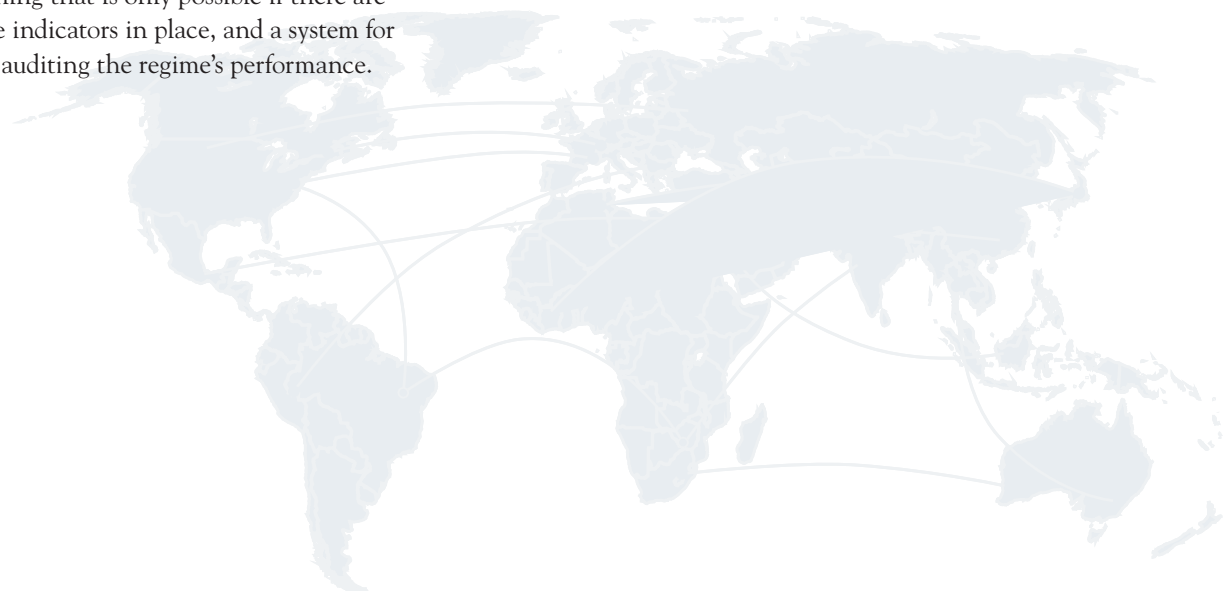 that is only possible if there are
indicators in place, and a system for
auditing the regime's performance.